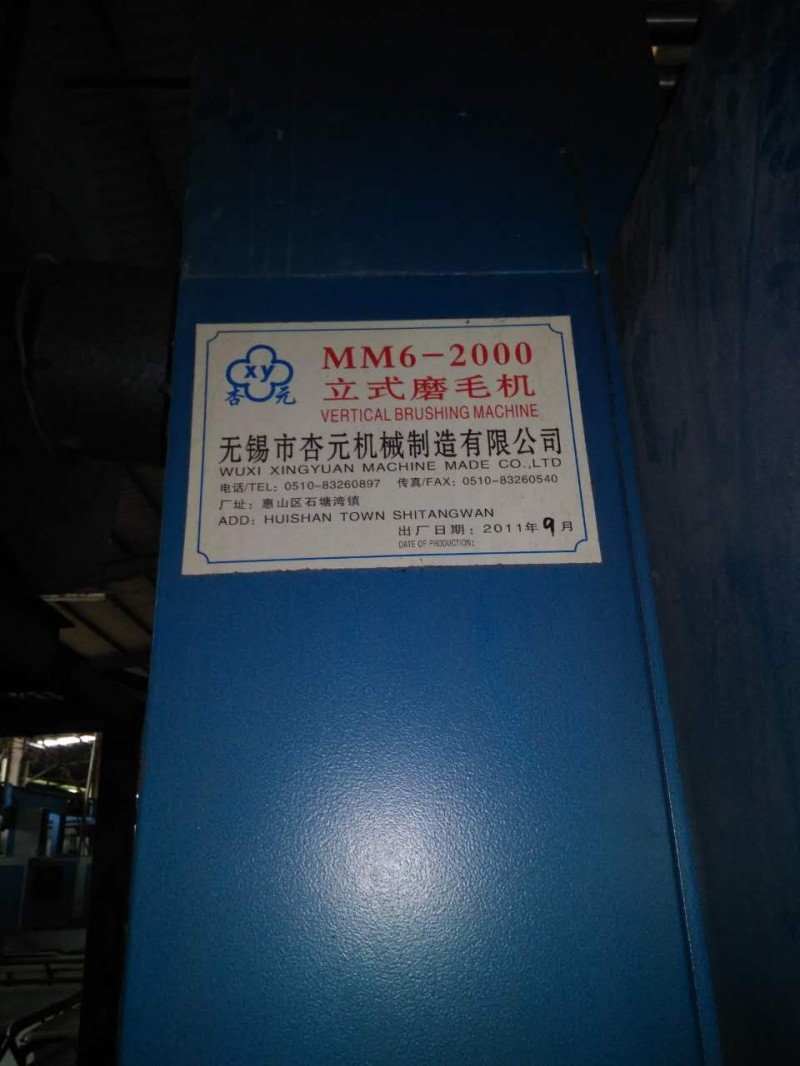 xy
杏 元
MM6-2000
立式磨毛机
VERTICAL BRUSHING MACHINE
无锡市杏元机械制造有限公司
WUXI XINGYUAN MACHINE MADE CO.,LTD
电话/TEL: 0510-83260897 传真/FAX: 0510-83260540
厂址: 惠山区石塘湾镇
ADD: HUISHAN TOWN SHITANGWAN
出厂日期: 2011年9月
DATE OF PRODUCTION: